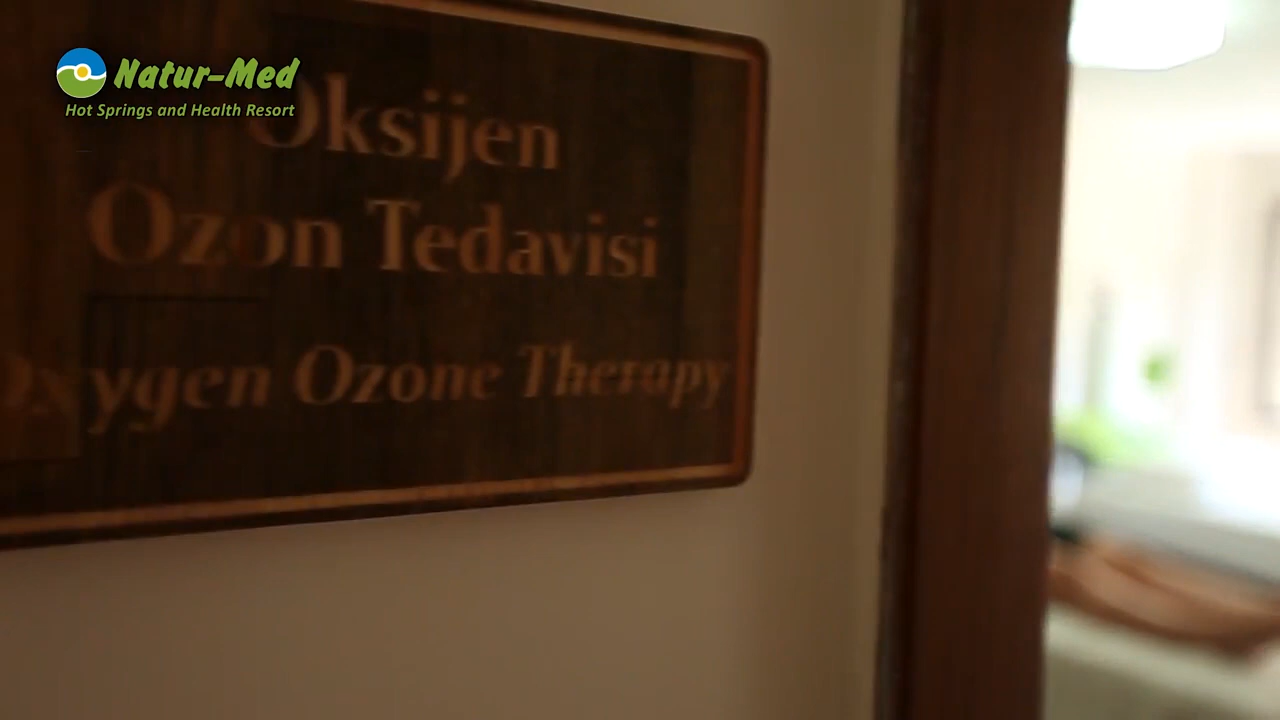 Natur-Med
Hot Springs and Health Resort
Oksijen
Ozon Tedavisi
Oxygen Ozone Therapy